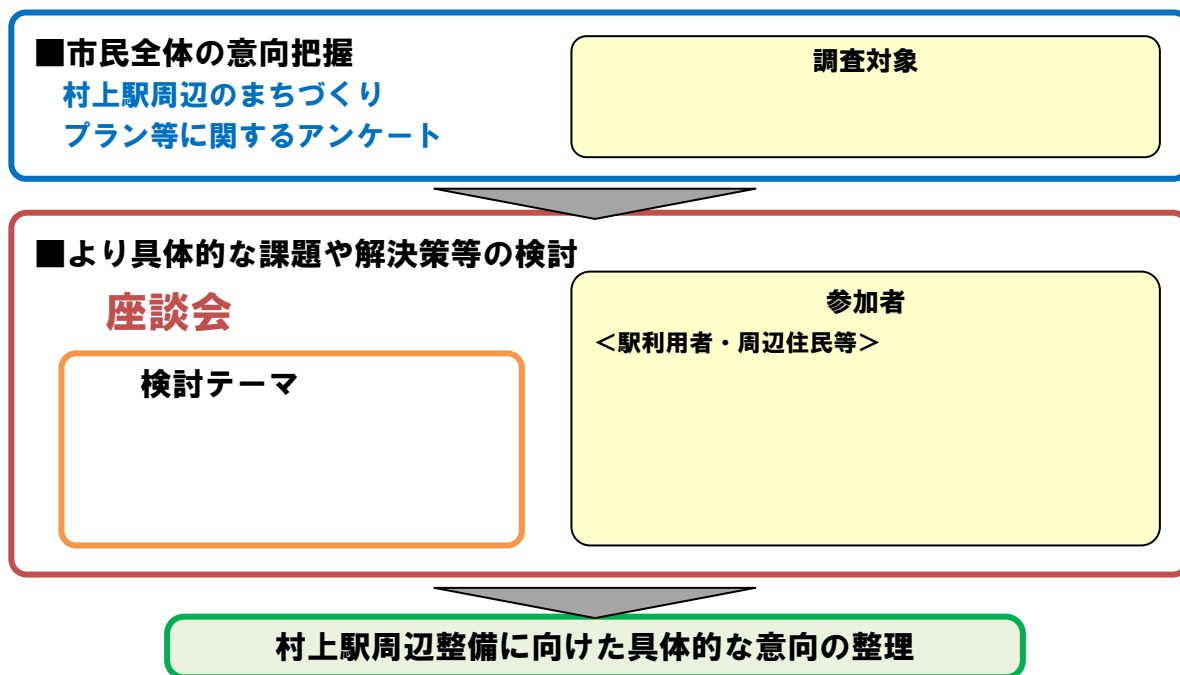 ■市民全体の意向把握
村上駅周辺のまちづくり
プラン等に関するアンケート
調査対象
■より具体的な課題や解決策等の検討
座談会
検討テーマ
参加者
＜駅利用者・周辺住民等＞
村上駅周辺整備に向けた具体的な意向の整理